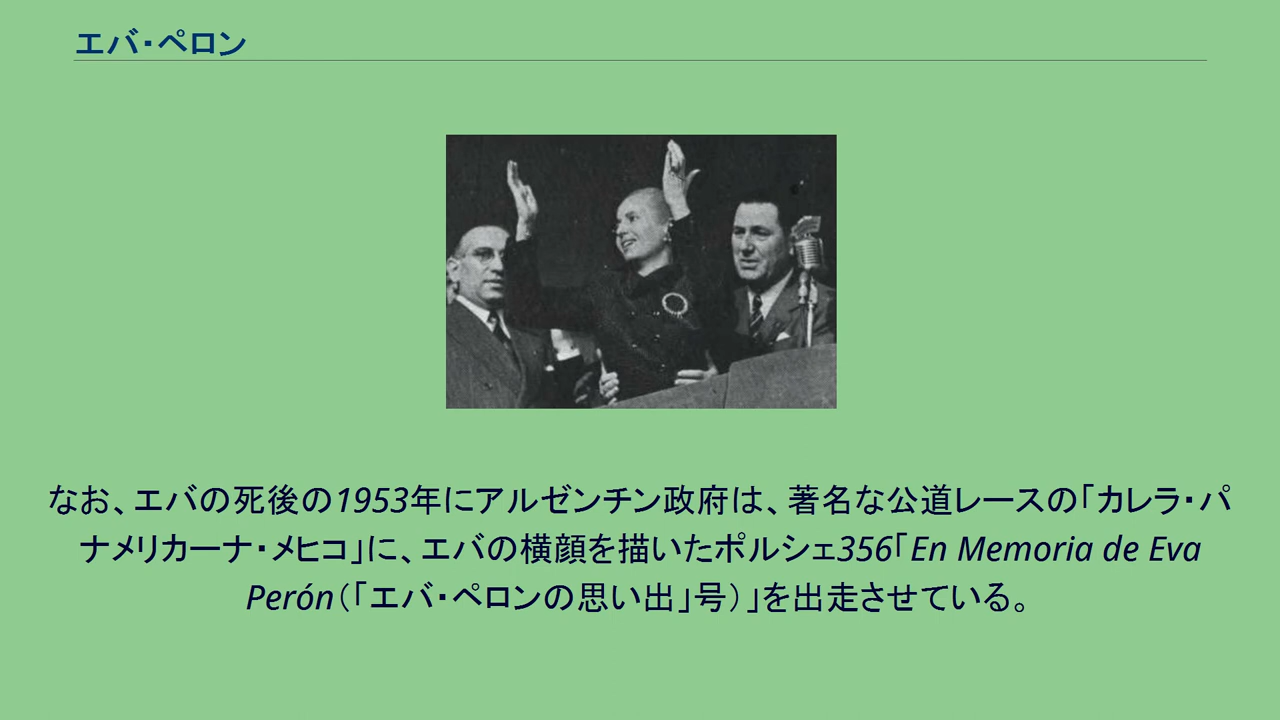 エバ・ペロン
なお、エバの死後の1953年にアルゼンチン政府は、著名な公道レースの「カレラ・パ
ナメリカーナ・メヒコ」に、エバの横顔を描いたポルシェ356「En Memoria de Eva
Perón（「エバ・ペロンの思い出」号）」を出走させている。